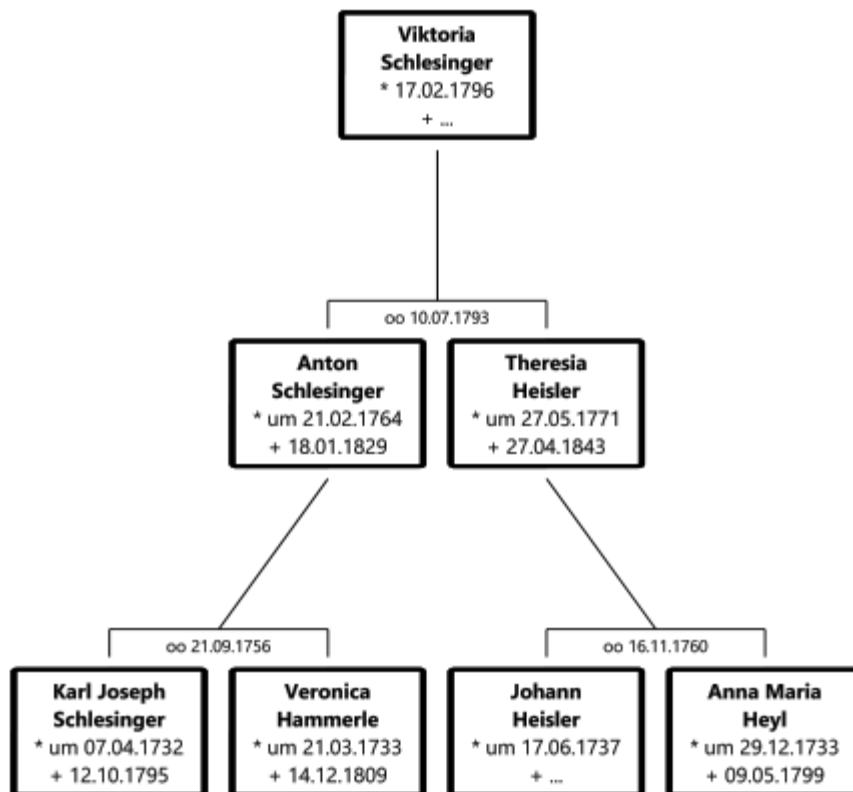 Viktoria
Schlesinger
* 17.02.1796
+ ...
oo 10.07.1793
Anton
Schlesinger
* um 21.02.1764
+ 18.01.1829
Theresia
Heisler
* um 27.05.1771
+ 27.04.1843
oo 21.09.1756
oo 16.11.1760
Karl Joseph
Schlesinger
* um 07.04.1732
+ 12.10.1795
Veronica
Hammerle
* um 21.03.1733
+ 14.12.1809
Johann
Heisler
* um 17.06.1737
+ ...
Anna Maria
Heyl
* um 29.12.1733
+ 09.05.1799